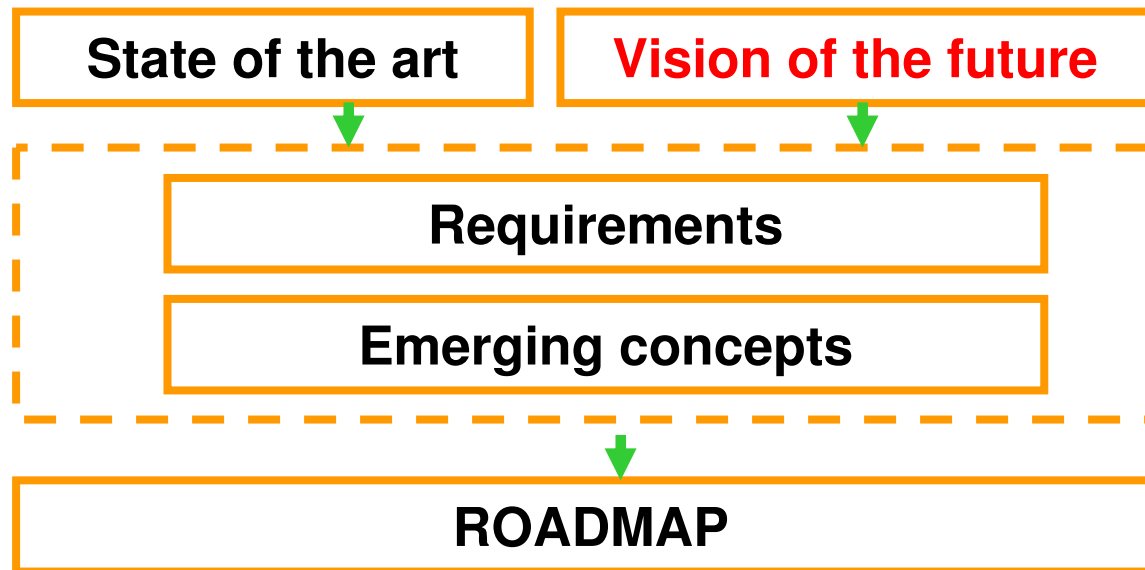 State of the art
Vision of the future
Requirements
Emerging concepts
ROADMAP